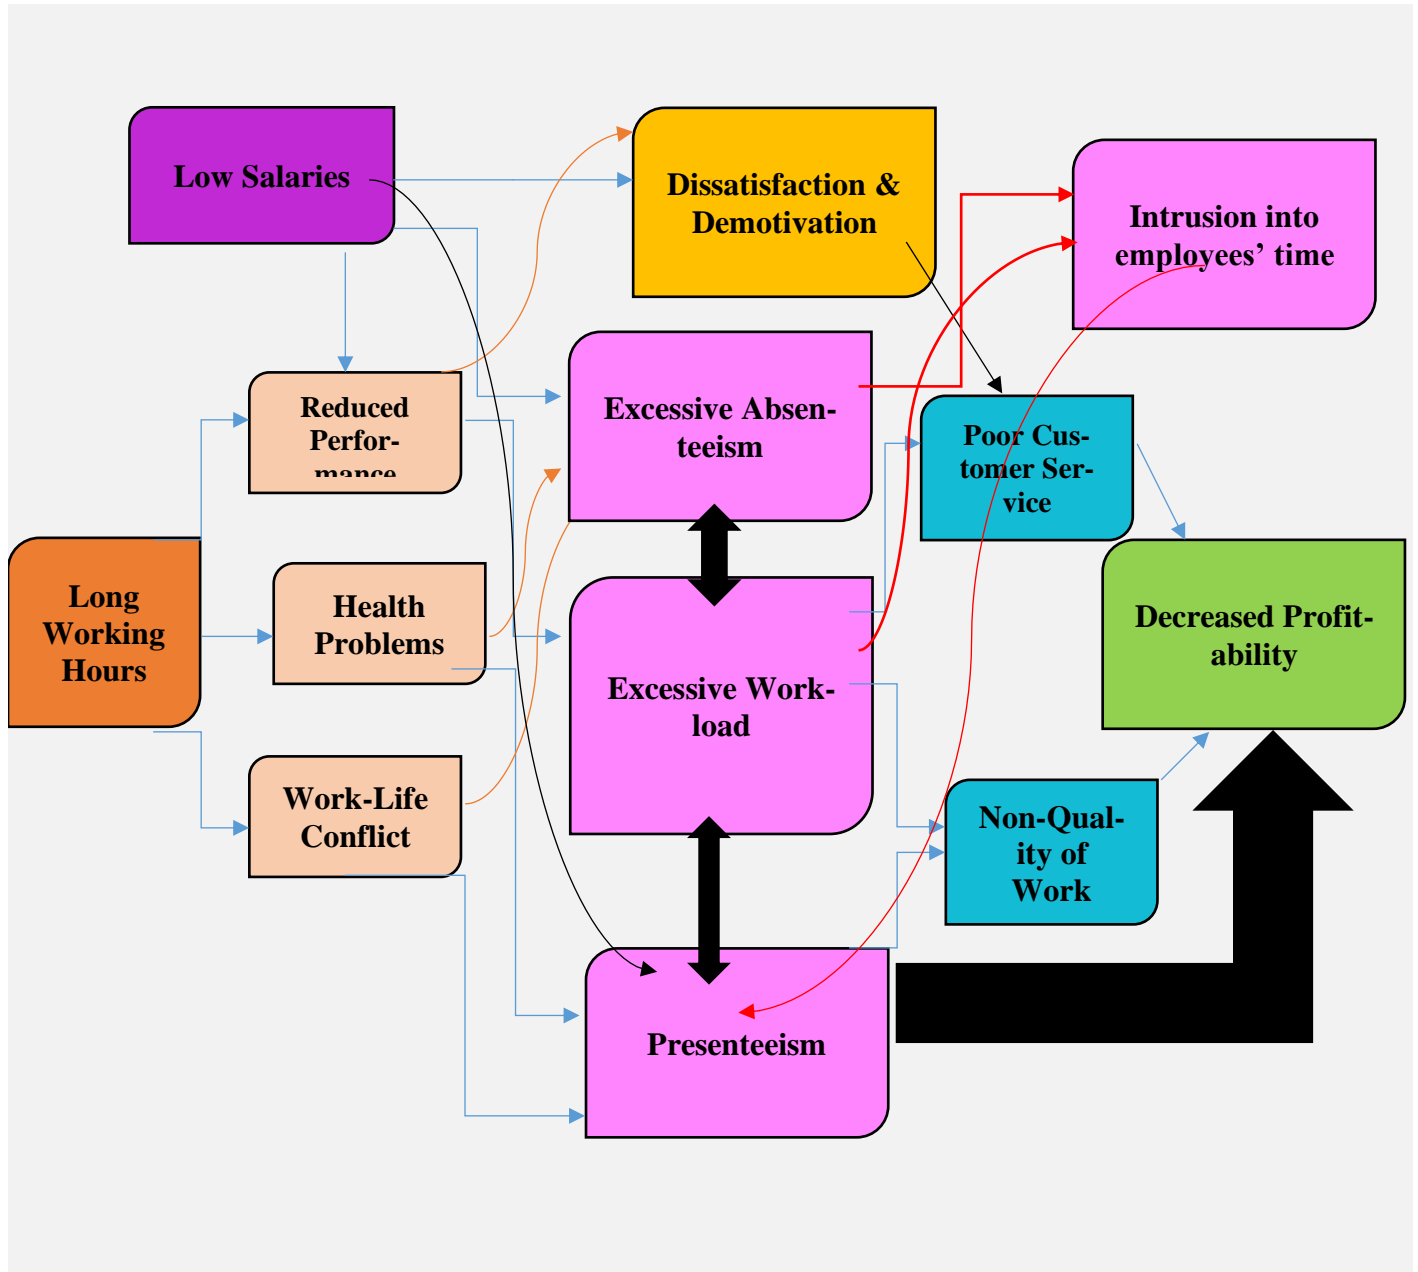 Low Salaries
Dissatisfaction &
Demotivation
Intrusion into
employees’ time
Reduced
Perfor-
mance
Excessive Absen-
teeism
Poor Cus-
tomer Ser-
vice
Long
Working
Hours
Health
Problems
Excessive Work-
load
Decreased Profit-
ability
Work-Life
Conflict
Non-Qual-
ity of
Work
Presenteeism